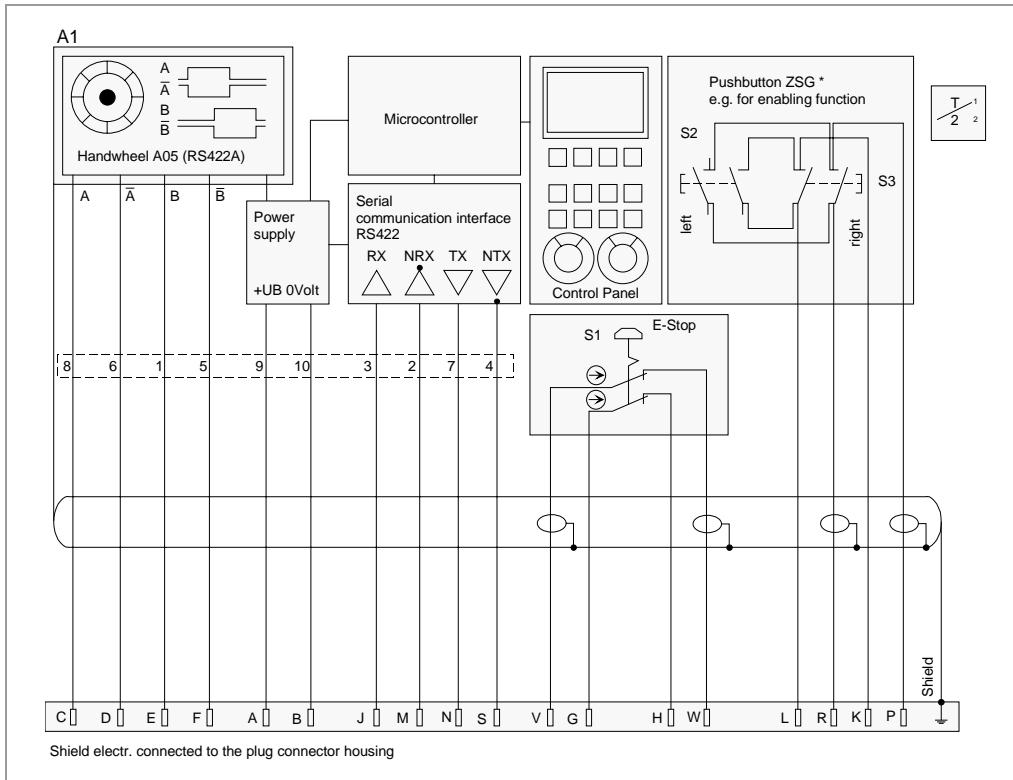 A1
A
A̅
B
B̅
Handwheel A05 (RS422A)
Microcontroller
Pushbutton ZSG *
e.g. for enabling function
T 1
2 2
S2
S3
left
right
A A̅ B B̅
Power
supply
+UB 0Volt
Serial
communication interface
RS422
RX NRX TX NTX
Control Panel
S1 E-Stop
8 6 1 5 9 10 3 2 7 4
Shield
C D E F A B J M N S V G H W L R K P
Shield electr. connected to the plug connector housing